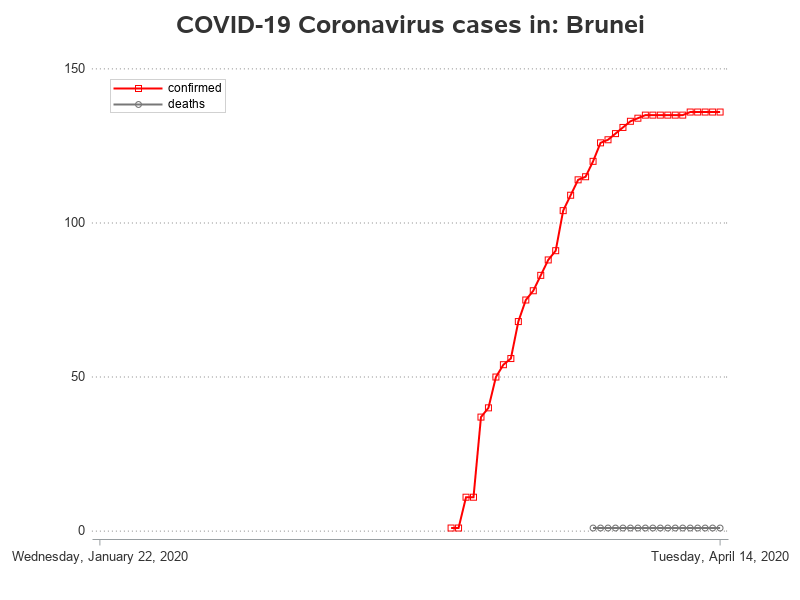 COVID-19 Coronavirus cases in: Brunei
150
confirmed
deaths
100
50
0
Wednesday, January 22, 2020
Tuesday, April 14, 2020